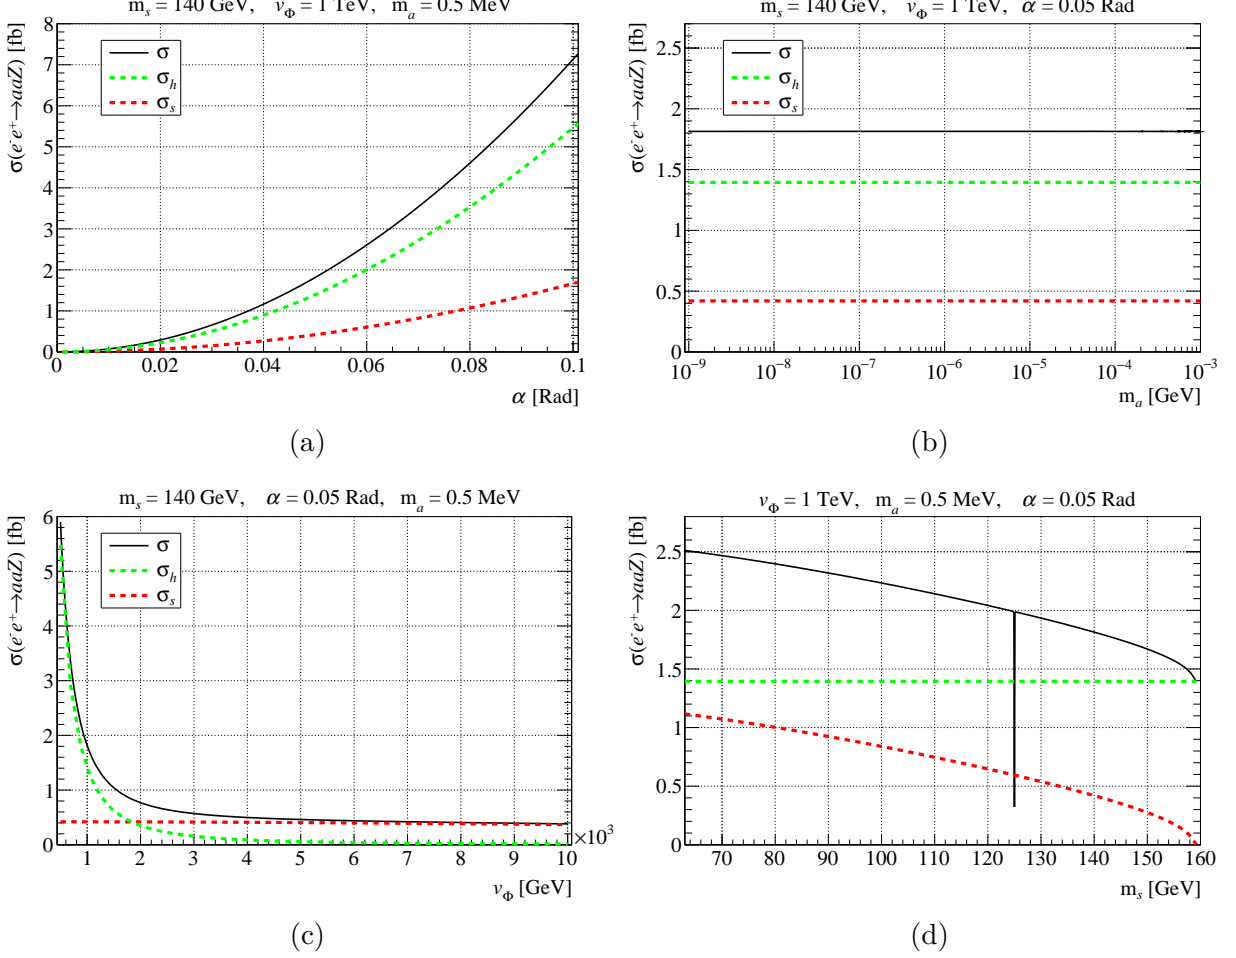 m_s = 140 GeV, v_Φ = 1 TeV, m_a = 0.5 MeV
σ(e⁻e⁺→aaZ) [fb]
8
7
6
5
4
3
2
1
0
σ
σ_h
σ_s
0 0.02 0.04 0.06 0.08 0.1
α [Rad]
(a)
m_s = 140 GeV, v_Φ = 1 TeV, α = 0.05 Rad
σ(e⁻e⁺→aaZ) [fb]
2.5
2
1.5
1
0.5
0
σ
σ_h
σ_s
10⁻⁹ 10⁻⁸ 10⁻⁷ 10⁻⁶ 10⁻⁵ 10⁻⁴ 10⁻³
m_a [GeV]
(b)
m_s = 140 GeV, α = 0.05 Rad, m_a = 0.5 MeV
σ(e⁻e⁺→aaZ) [fb]
6
5
4
3
2
1
0
σ
σ_h
σ_s
×10³
1 2 3 4 5 6 7 8 9 10
v_Φ [GeV]
(c)
v_Φ = 1 TeV, m_a = 0.5 MeV, α = 0.05 Rad
σ(e⁻e⁺→aaZ) [fb]
2.5
2
1.5
1
0.5
0
70 80 90 100 110 120 130 140 150 160
m_s [GeV]
(d)